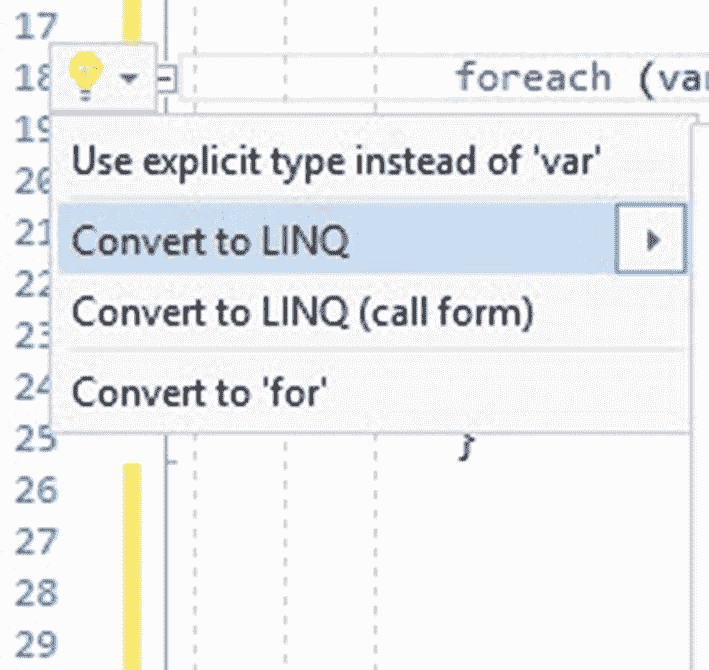 17
18 foreach (va
19
Use explicit type instead of 'var'
20
21 Convert to LINQ
22
Convert to LINQ (call form)
23
24 Convert to 'for'
25 }
26
27
28
29